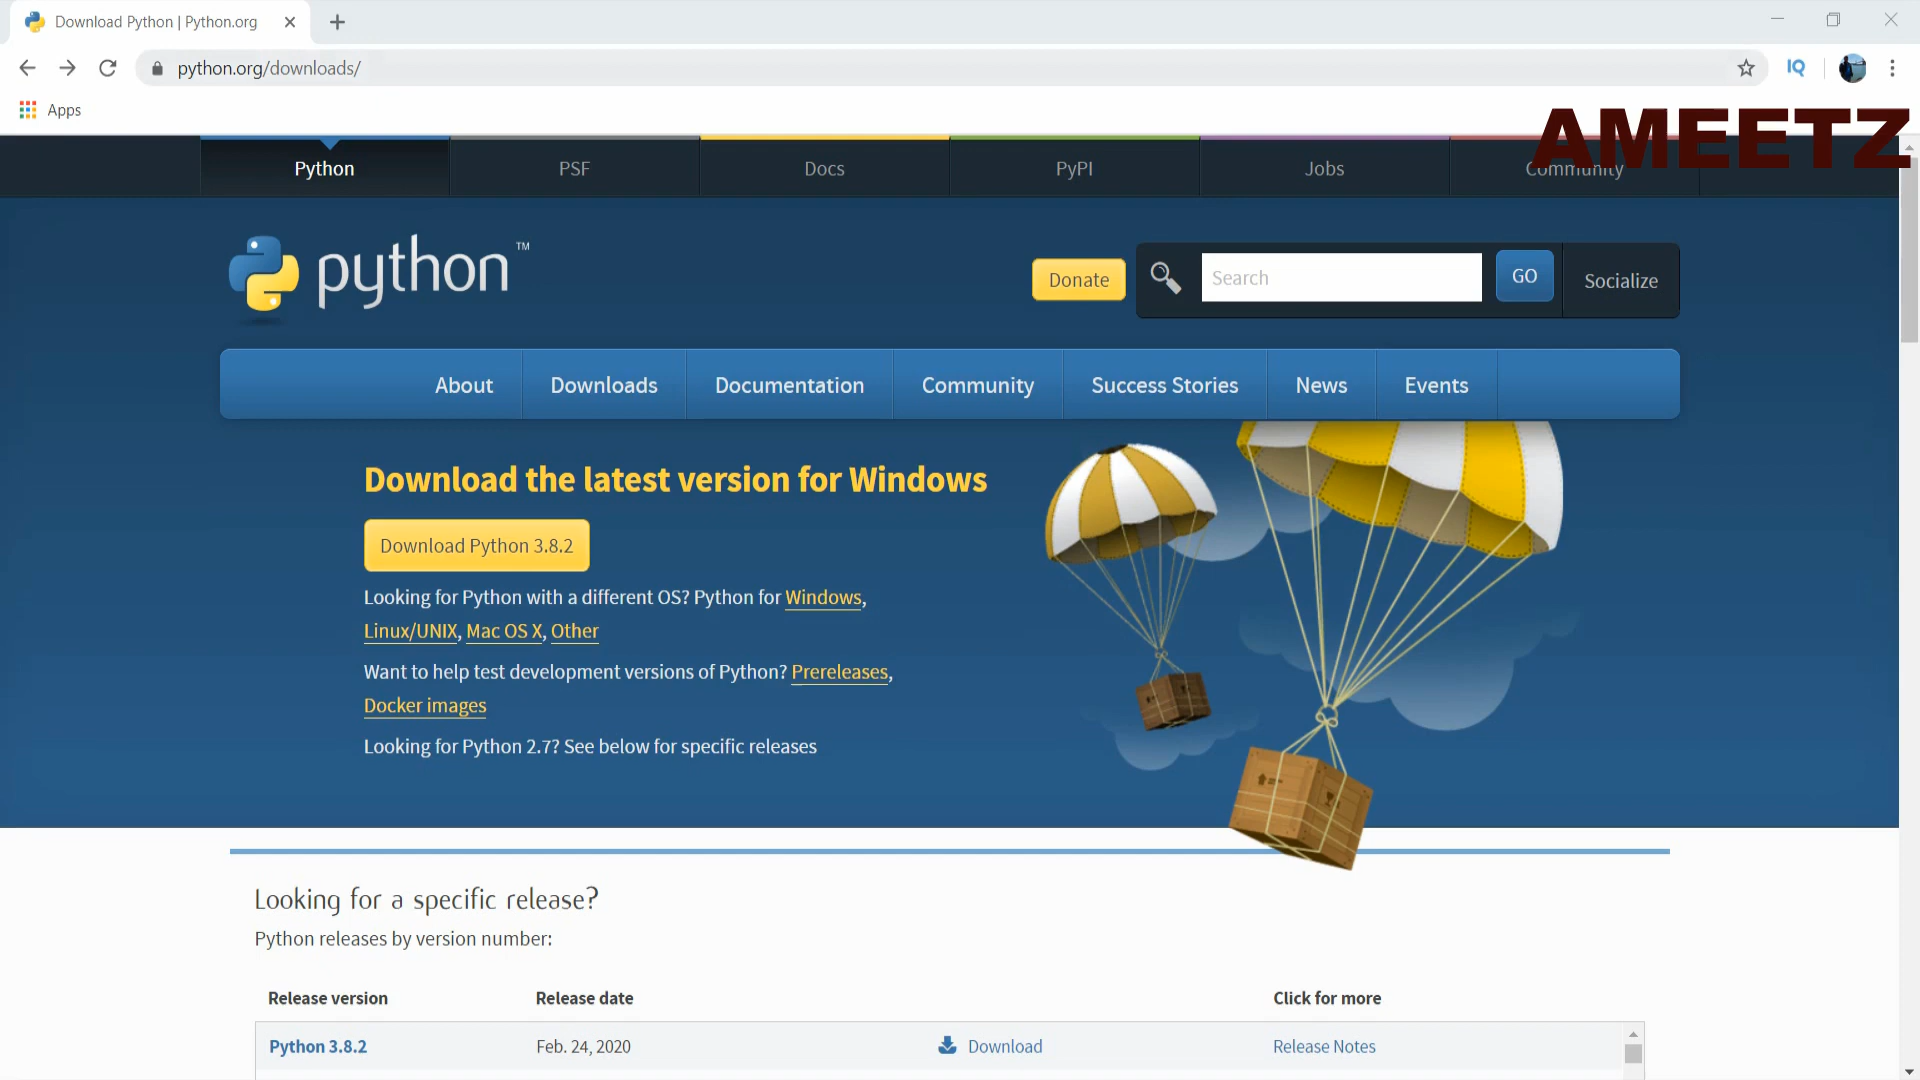 Download Python | Python.org
python.org/downloads/
IQ
Apps
AMEETZ
Python PSF Docs PyPI Jobs Community
python™
Donate Search GO Socialize
About Downloads Documentation Community Success Stories News Events
Download the latest version for Windows
Download Python 3.8.2
Looking for Python with a different OS? Python for Windows,
Linux/UNIX, Mac OS X, Other
Want to help test development versions of Python? Prereleases,
Docker images
Looking for Python 2.7? See below for specific releases
Looking for a specific release?
Python releases by version number:
Release version Release date Click for more
Python 3.8.2 Feb. 24, 2020 Download Release Notes